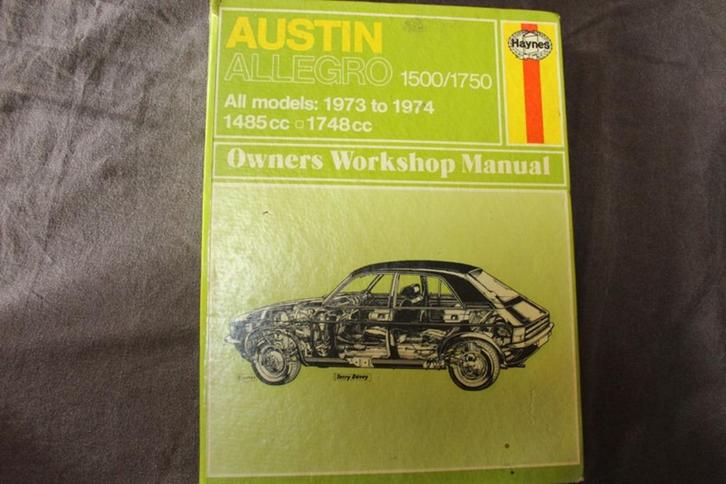 AUSTIN
ALLEGRO 1500/1750
All models: 1973 to 1974
1485cc □ 1748cc
Haynes
Owners Workshop Manual
Terry Davey